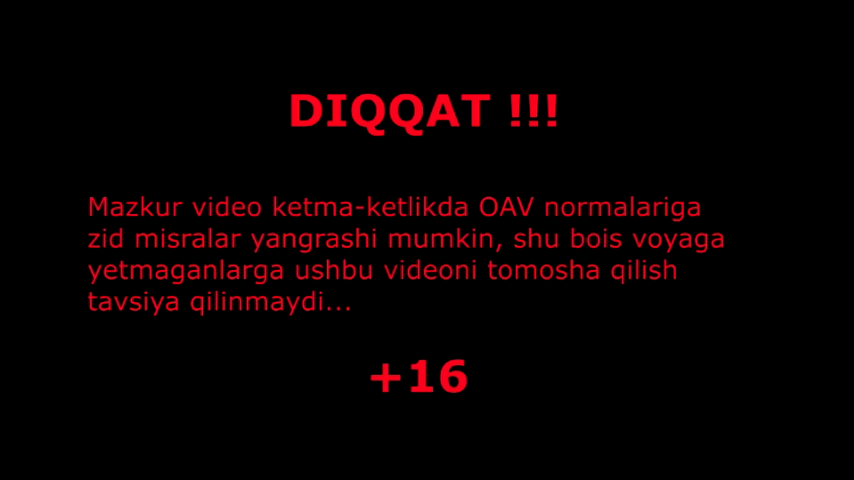 DIQQAT !!!
Mazkur video ketma-ketlikda OAV normalariga
zid misralar yangrashi mumkin, shu bois voyaga
yetmaganlarga ushbu videoni tomosha qilish
tavsiya qilinmaydi...
+16